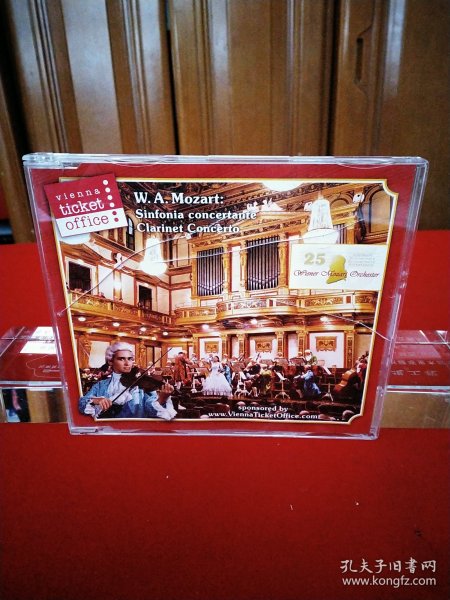 vienna
ticket
office
W. A. Mozart:
Sinfonia concertante
Clarinet Concerto
25
Wiener Mozart Orchester
sponsored by
www.ViennaTicketOffice.com
孔夫子旧书网
www.kongfz.com